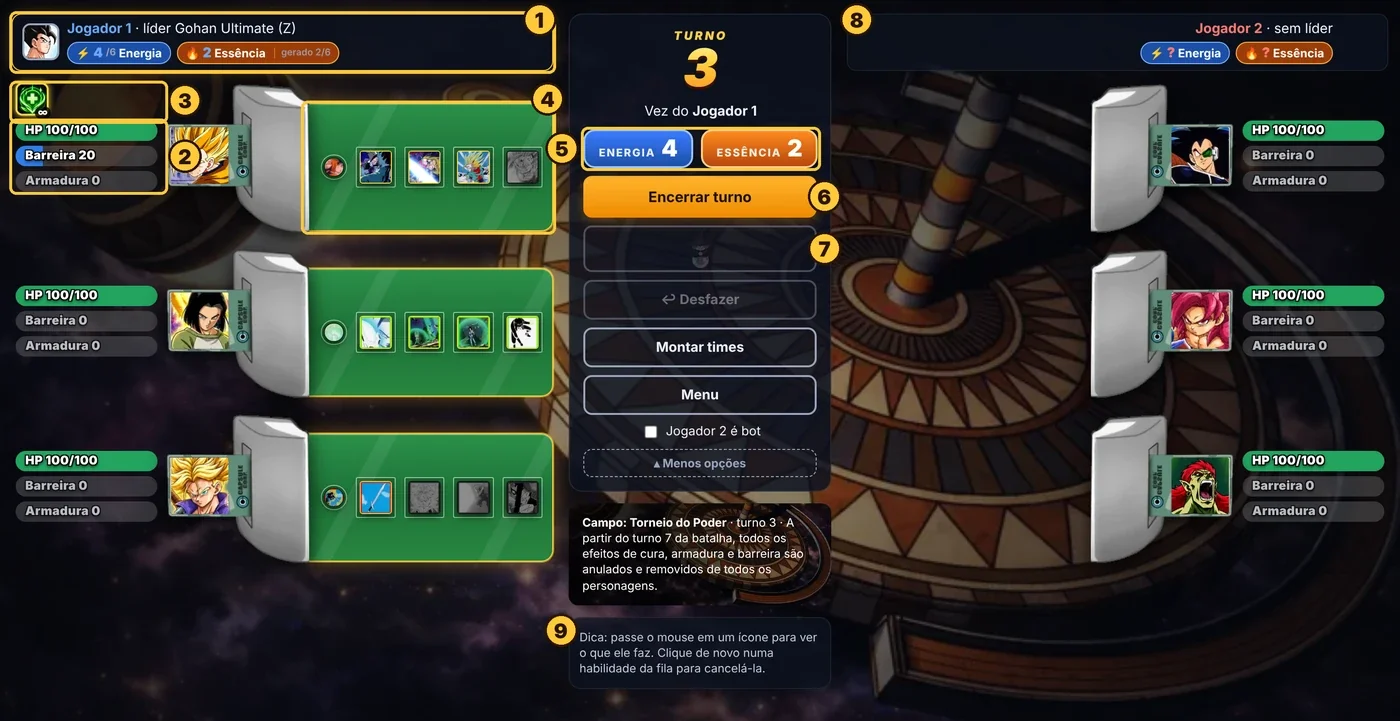 1
Jogador 1 · líder Gohan Ultimate (Z)
⚡ 4 /6 Energia
🔥 2 Essência | gerado 2/6
3
∞
HP 100/100
Barreira 20
Armadura 0
2
4
HP 100/100
Barreira 0
Armadura 0
HP 100/100
Barreira 0
Armadura 0
TURNO
3
Vez do Jogador 1
5
ENERGIA 4
ESSÊNCIA 2
Encerrar turno
6
7
↩ Desfazer
Montar times
Menu
Jogador 2 é bot
▴ Menos opções
Campo: Torneio do Poder · turno 3 · A
partir do turno 7 da batalha, todos os
efeitos de cura, armadura e barreira são
anulados e removidos de todos os
personagens.
9
Dica: passe o mouse em um ícone para ver
o que ele faz. Clique de novo numa
habilidade da fila para cancelá-la.
8
Jogador 2 · sem líder
⚡ ? Energia
🔥 ? Essência
HP 100/100
Barreira 0
Armadura 0
HP 100/100
Barreira 0
Armadura 0
HP 100/100
Barreira 0
Armadura 0